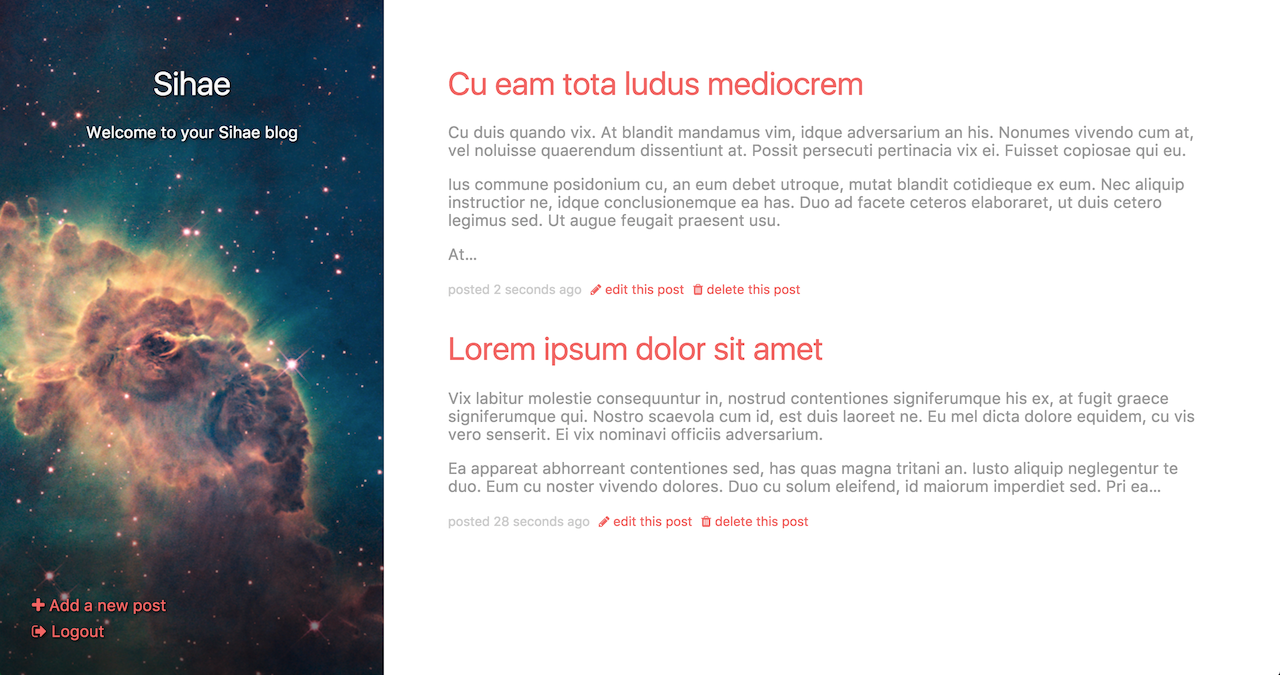 Sihae
Welcome to your Sihae blog
Add a new post
Logout
Cu eam tota ludus mediocrem
Cu duis quando vix. At blandit mandamus vim, idque adversarium an his. Nonumes vivendo cum at,
vel noluisse quaerendum dissentiunt at. Possit persecuti pertinacia vix ei. Fuisset copiosae qui eu.
Ius commune posidonium cu, an eum debet utroque, mutat blandit cotidieque ex eum. Nec aliquip
instructior ne, idque conclusionemque ea has. Duo ad facete ceteros elaboraret, ut duis cetero
legimus sed. Ut augue feugait praesent usu.
At...
posted 2 seconds ago edit this post delete this post
Lorem ipsum dolor sit amet
Vix labitur molestie consequuntur in, nostrud contentiones signiferumque his ex, at fugit graece
signiferumque qui. Nostro scaevola cum id, est duis laoreet ne. Eu mel dicta dolore equidem, cu vis
vero senserit. Ei vix nominavi officiis adversarium.
Ea appareat abhorreant contentiones sed, has quas magna tritani an. Iusto aliquip neglegentur te
duo. Eum cu noster vivendo dolores. Duo cu solum eleifend, id maiorum imperdiet sed. Pri ea...
posted 28 seconds ago edit this post delete this post